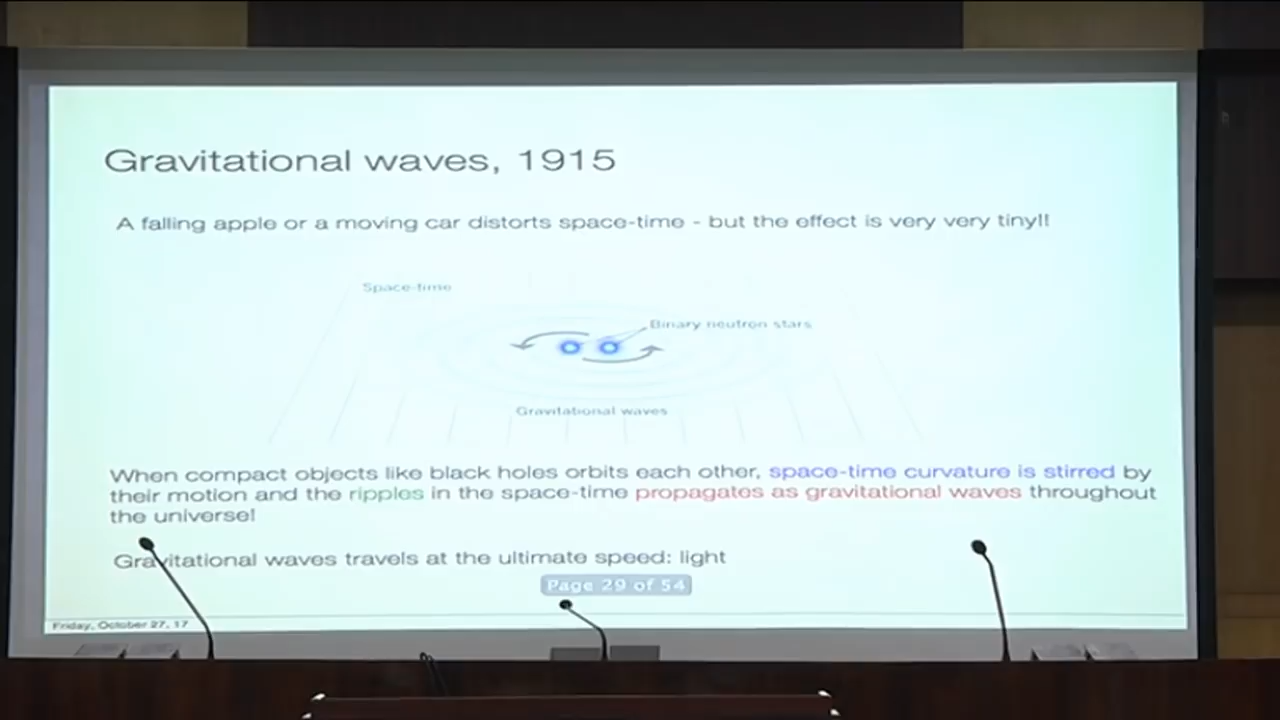 Gravitational waves, 1915
A falling apple or a moving car distorts space-time - but the effect is very very tiny!!
Space-time
Binary neutron stars
Gravitational waves
When compact objects like black holes orbits each other, space-time curvature is stirred by
their motion and the ripples in the space-time propagates as gravitational waves throughout
the universe!
Gravitational waves travels at the ultimate speed: light
Page 29 of 54
Friday, October 27, 17